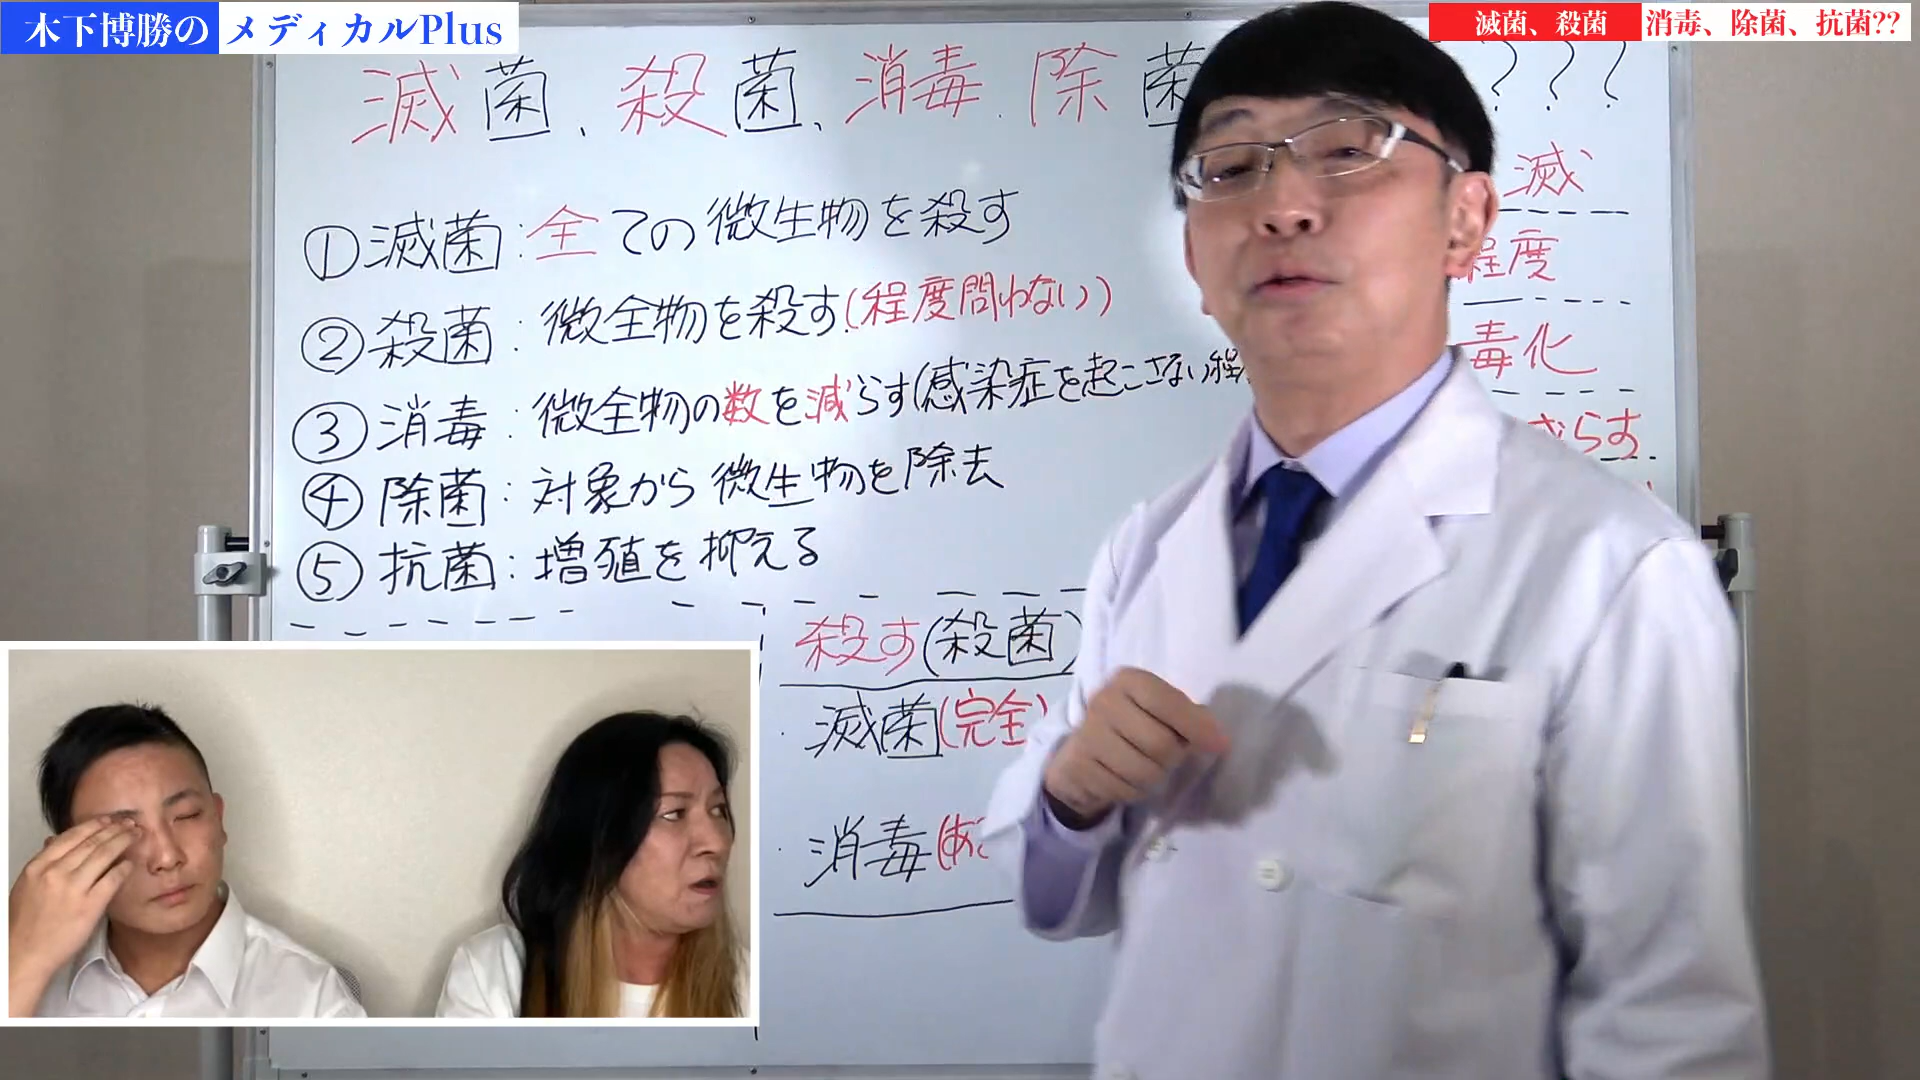 木下博勝の メディカルPlus
滅菌、殺菌 消毒、除菌、抗菌??
滅菌、殺菌、消毒、除菌 ???
①滅菌:全ての微生物を殺す
②殺菌:微全物を殺す(程度問わない)
③消毒:微全物の数を減らす(感染症を起こさない程
④除菌:対象から微生物を除去
⑤抗菌:増殖を抑える
滅
程度
毒化
さらす
殺す(殺菌)
滅菌(完全)
消毒(あ